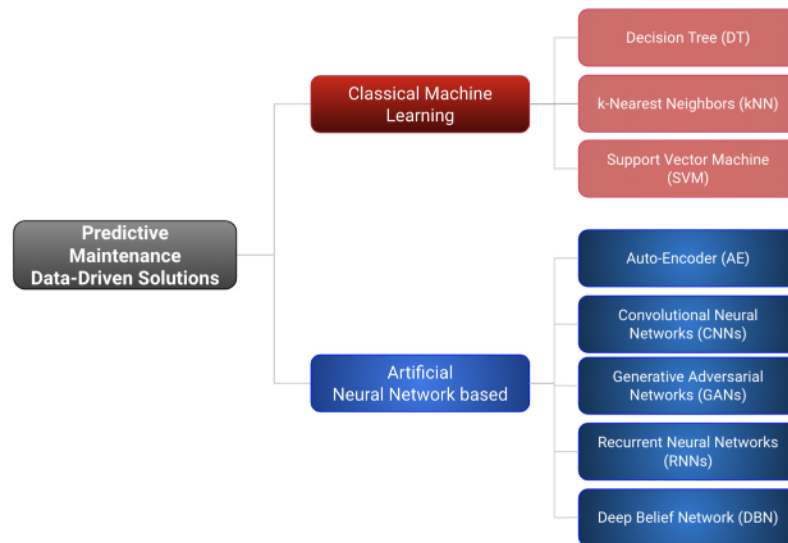 Decision Tree (DT)
Classical Machine
Learning
k-Nearest Neighbors (kNN)
Support Vector Machine
(SVM)
Predictive
Maintenance
Data-Driven Solutions
Auto-Encoder (AE)
Convolutional Neural
Networks (CNNs)
Artificial
Neural Network based
Generative Adversarial
Networks (GANs)
Recurrent Neural Networks
(RNNs)
Deep Belief Network (DBN)